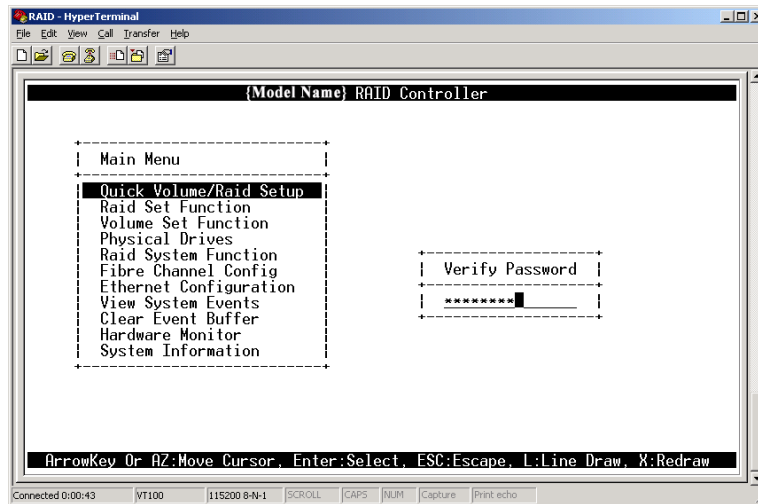 RAID - HyperTerminal
File Edit View Call Transfer Help
{Model Name} RAID Controller
Main Menu
Quick Volume/Raid Setup
Raid Set Function
Volume Set Function
Physical Drives
Raid System Function
Fibre Channel Config
Ethernet Configuration
View System Events
Clear Event Buffer
Hardware Monitor
System Information
Verify Password
********
ArrowKey Or AZ:Move Cursor, Enter:Select, ESC:Escape, L:Line Draw, X:Redraw
Connected 0:00:43 VT100 115200 8-N-1 SCROLL CAPS NUM Capture Print echo